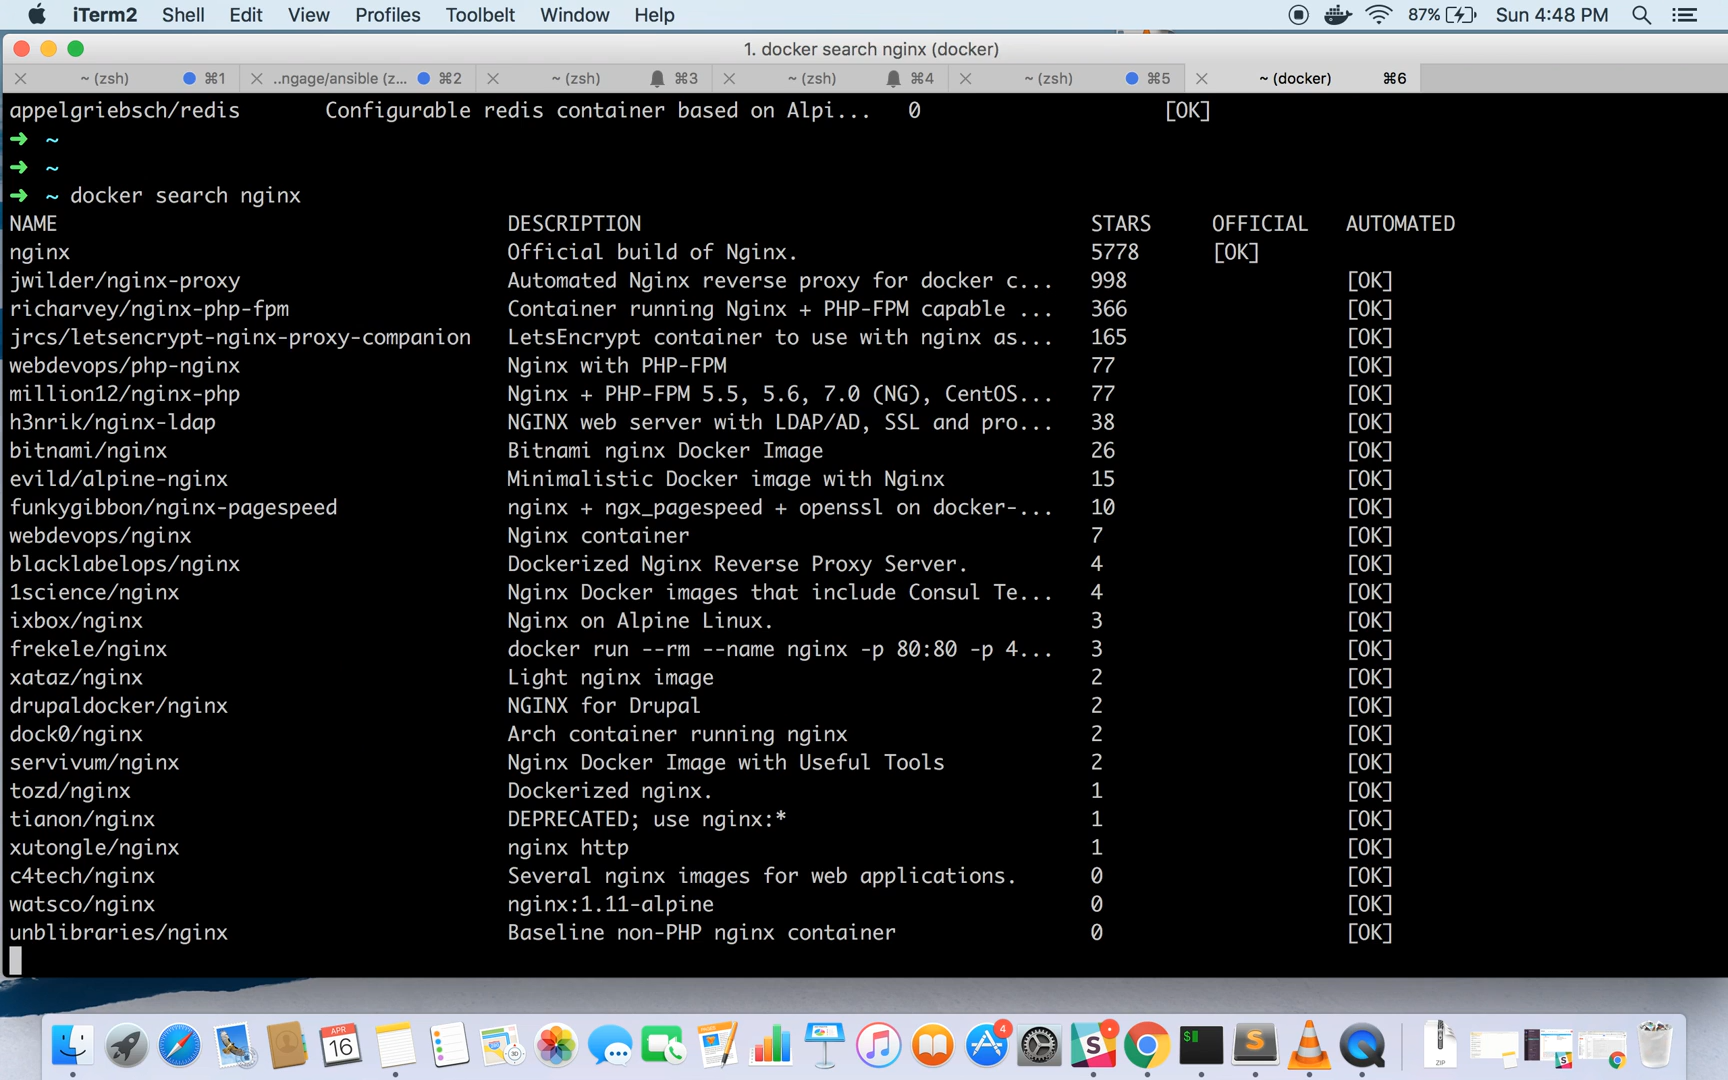 iTerm2 Shell Edit View Profiles Toolbelt Window Help 87% Sun 4:48 PM
1. docker search nginx (docker)
~ (zsh) ⌘1 ..ngage/ansible (z... ⌘2 ~ (zsh) ⌘3 ~ (zsh) ⌘4 ~ (zsh) ⌘5 ~ (docker) ⌘6
appelgriebsch/redis Configurable redis container based on Alpi... 0 [OK]
➜ ~
➜ ~
➜ ~ docker search nginx
NAME DESCRIPTION STARS OFFICIAL AUTOMATED
nginx Official build of Nginx. 5778 [OK]
jwilder/nginx-proxy Automated Nginx reverse proxy for docker c... 998 [OK]
richarvey/nginx-php-fpm Container running Nginx + PHP-FPM capable ... 366 [OK]
jrcs/letsencrypt-nginx-proxy-companion LetsEncrypt container to use with nginx as... 165 [OK]
webdevops/php-nginx Nginx with PHP-FPM 77 [OK]
million12/nginx-php Nginx + PHP-FPM 5.5, 5.6, 7.0 (NG), CentOS... 77 [OK]
h3nrik/nginx-ldap NGINX web server with LDAP/AD, SSL and pro... 38 [OK]
bitnami/nginx Bitnami nginx Docker Image 26 [OK]
evild/alpine-nginx Minimalistic Docker image with Nginx 15 [OK]
funkygibbon/nginx-pagespeed nginx + ngx_pagespeed + openssl on docker-... 10 [OK]
webdevops/nginx Nginx container 7 [OK]
blacklabelops/nginx Dockerized Nginx Reverse Proxy Server. 4 [OK]
1science/nginx Nginx Docker images that include Consul Te... 4 [OK]
ixbox/nginx Nginx on Alpine Linux. 3 [OK]
frekele/nginx docker run --rm --name nginx -p 80:80 -p 4... 3 [OK]
xataz/nginx Light nginx image 2 [OK]
drupaldocker/nginx NGINX for Drupal 2 [OK]
dock0/nginx Arch container running nginx 2 [OK]
servivum/nginx Nginx Docker Image with Useful Tools 2 [OK]
tozd/nginx Dockerized nginx. 1 [OK]
tianon/nginx DEPRECATED; use nginx:* 1 [OK]
xutongle/nginx nginx http 1 [OK]
c4tech/nginx Several nginx images for web applications. 0 [OK]
watsco/nginx nginx:1.11-alpine 0 [OK]
unblibraries/nginx Baseline non-PHP nginx container 0 [OK]
APR
16
4
ZIP